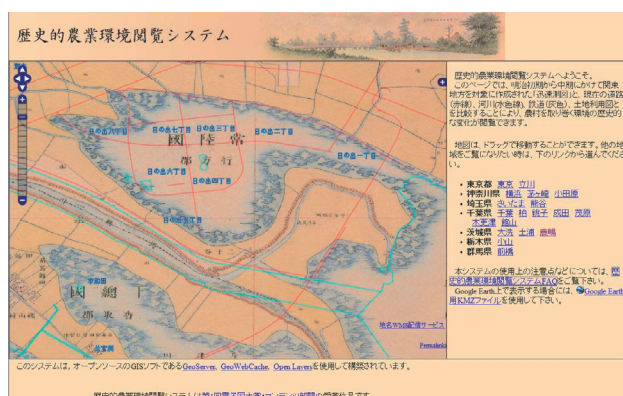 歴史的農業環境閲覧システム
歴史的農業環境閲覧システムへようこそ。
このページでは、明治初期から中期にかけて関東
地方を対象に作成された「迅速測図」と、現在の道路
(赤線)、河川(水色線)、鉄道(灰色)、土地利用図と
を比較することにより、農村を取り巻く環境の歴史的
な変化が閲覧できます。
地図は、ドラッグで移動することができます。他の地
域をご覧になりたい時は、下のリンクから選んでくださ
い。
東京都 東京 立川
神奈川県 横浜 茅ヶ崎 小田原
埼玉県 さいたま 熊谷
千葉県 千葉 柏 銚子 成田 茂原
木更津 館山
茨城県 大洗 土浦 鹿嶋
栃木県 小山
群馬県 前橋
本システムの使用上の注意点などについては、歴
史的農業環境閲覧システムFAQをご覧下さい。
Google Earth上で表示する場合には、Google Earth
用KMZファイルを使用して下さい。
日の出八丁目
日の出七丁目
日の出三丁目
日の出二丁目
日の出一丁目
日の出六丁目
日の出四丁目
日の出五丁目
常陸國
行方郡
國總下
郡取香
地名WMS配信サービス
Permalink
このシステムは、オープンソースのGISソフトであるGeoServer, GeoWebCache, Open Layersを使用して構築されています。